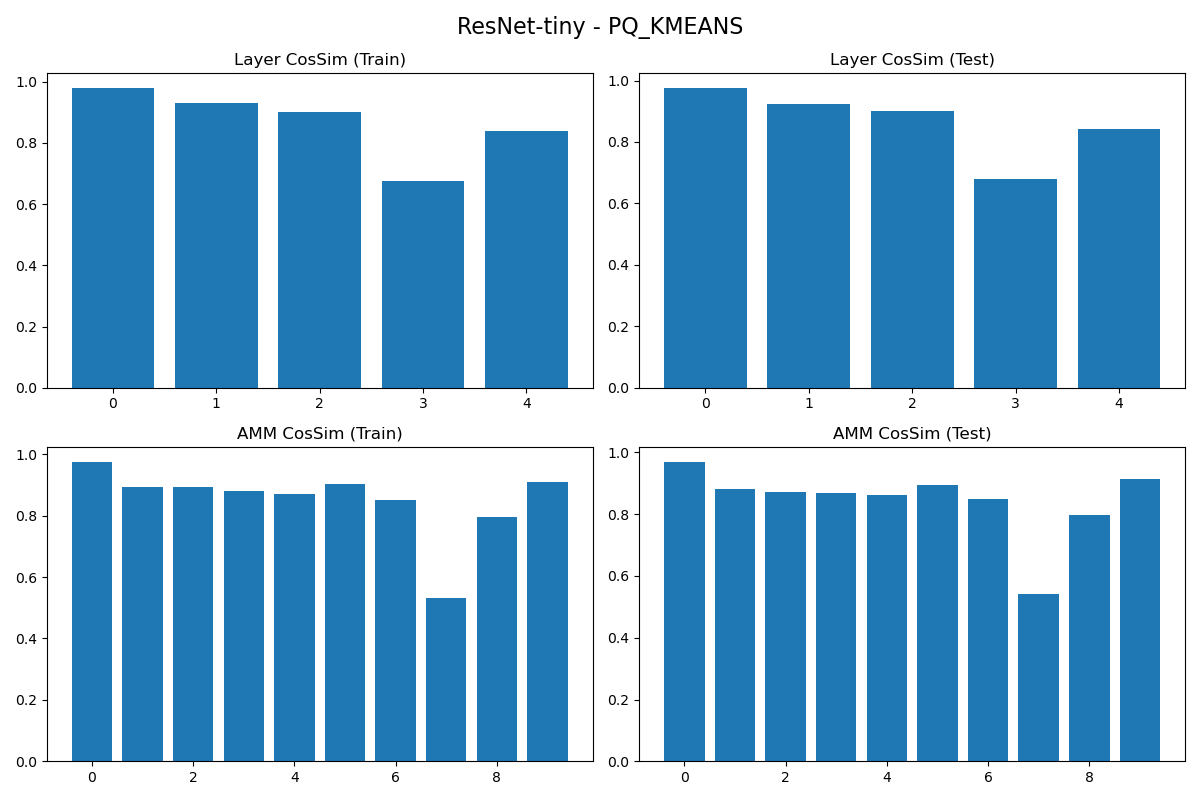 ResNet-tiny - PQ_KMEANS
Layer CosSim (Train)
1.0
0.8
0.6
0.4
0.2
0.0
0 1 2 3 4
Layer CosSim (Test)
1.0
0.8
0.6
0.4
0.2
0.0
0 1 2 3 4
AMM CosSim (Train)
1.0
0.8
0.6
0.4
0.2
0.0
0 2 4 6 8
AMM CosSim (Test)
1.0
0.8
0.6
0.4
0.2
0.0
0 2 4 6 8